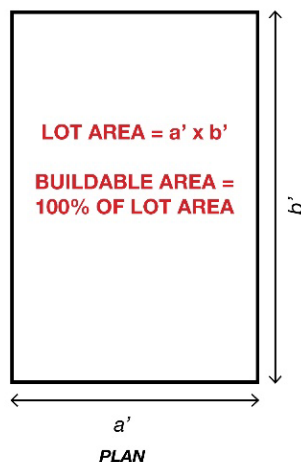 LOT AREA = a' x b'
BUILDABLE AREA =
100% OF LOT AREA
b'
a'
PLAN